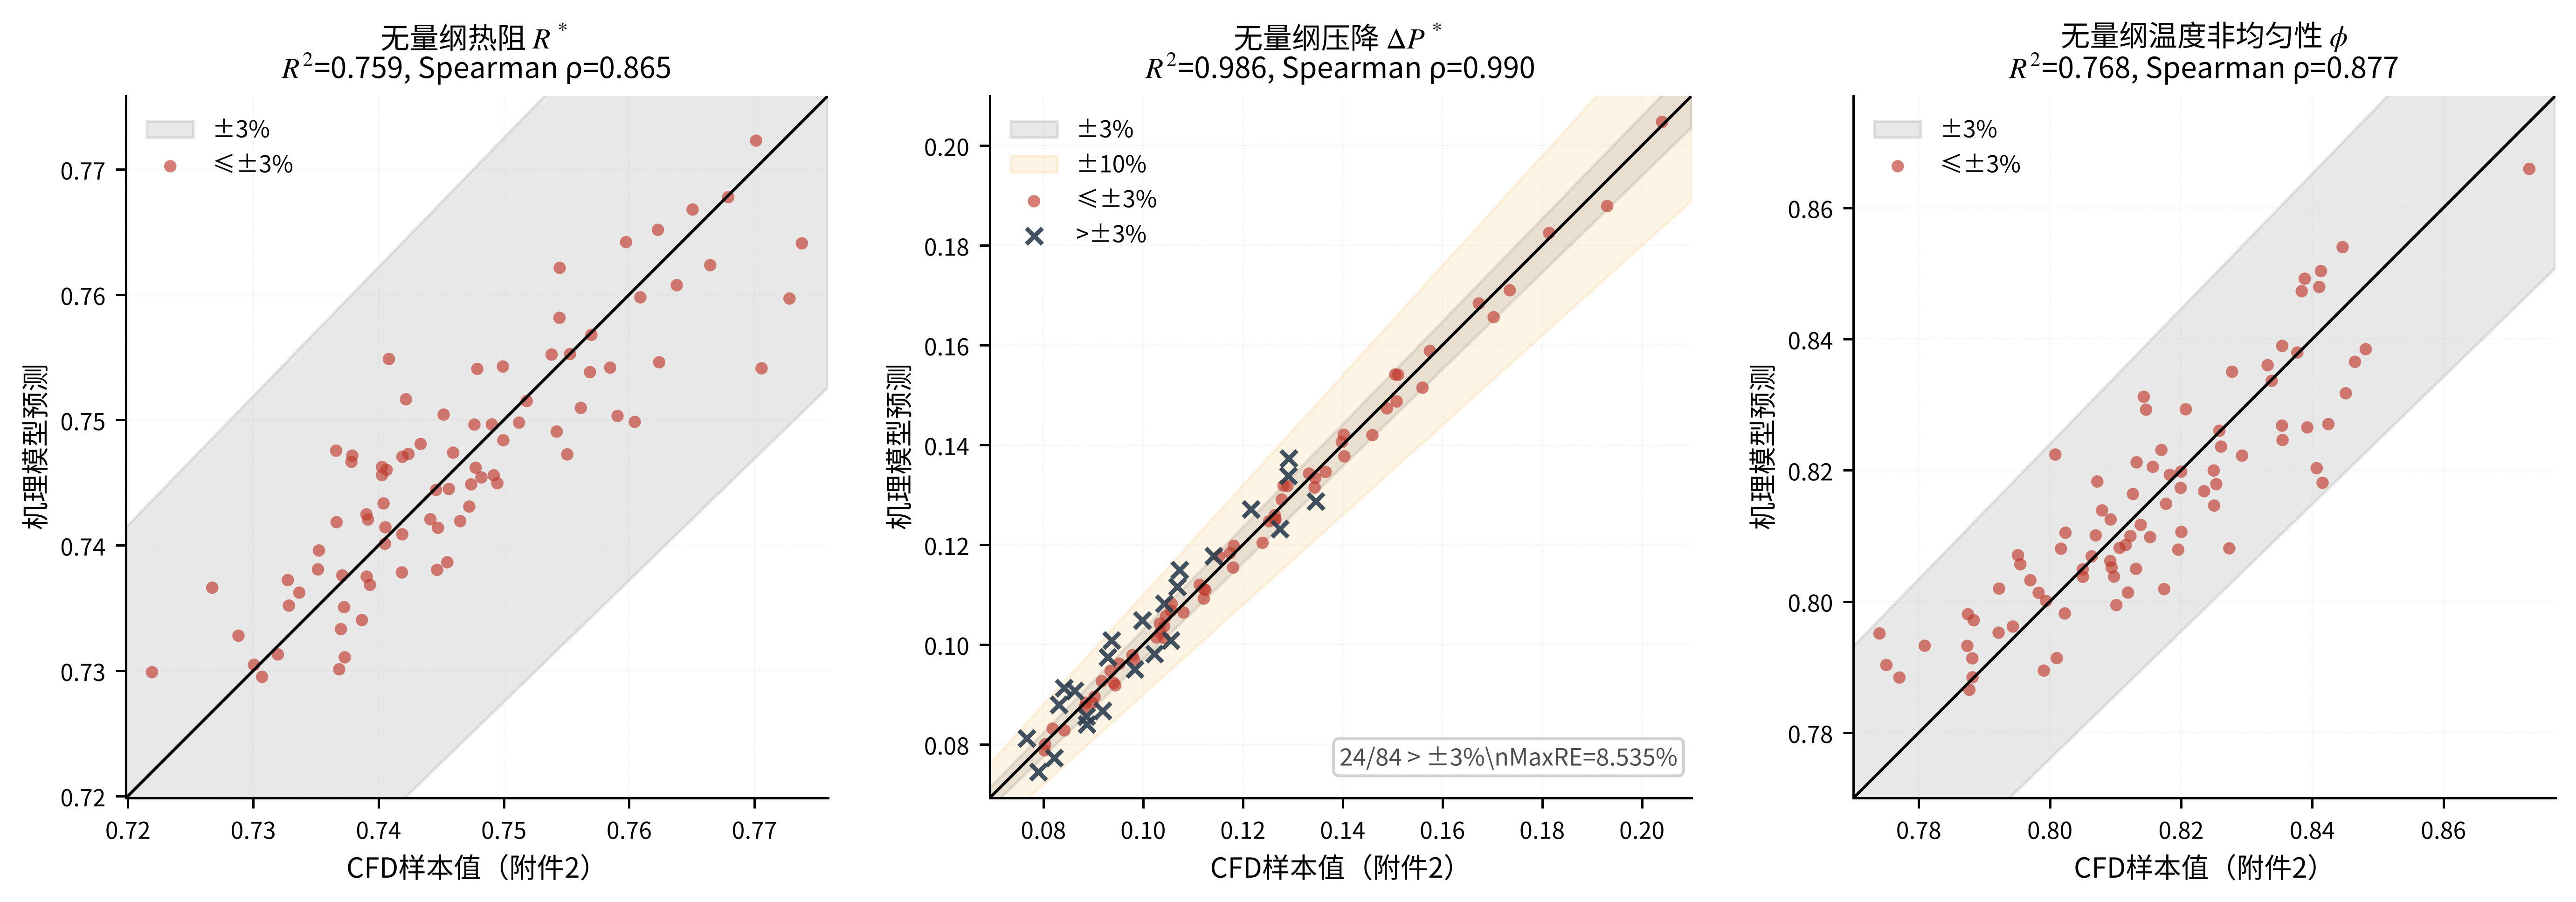 无量纲热阻 R*
R²=0.759, Spearman ρ=0.865
±3%
≤±3%
0.77
0.76
0.75
0.74
0.73
0.72
机理模型预测
0.72 0.73 0.74 0.75 0.76 0.77
CFD样本值（附件2）
无量纲压降 ΔP*
R²=0.986, Spearman ρ=0.990
±3%
±10%
≤±3%
>±3%
0.20
0.18
0.16
0.14
0.12
0.10
0.08
机理模型预测
24/84 > ±3%\nMaxRE=8.535%
0.08 0.10 0.12 0.14 0.16 0.18 0.20
CFD样本值（附件2）
无量纲温度非均匀性 ϕ
R²=0.768, Spearman ρ=0.877
±3%
≤±3%
0.86
0.84
0.82
0.80
0.78
机理模型预测
0.78 0.80 0.82 0.84 0.86
CFD样本值（附件2）